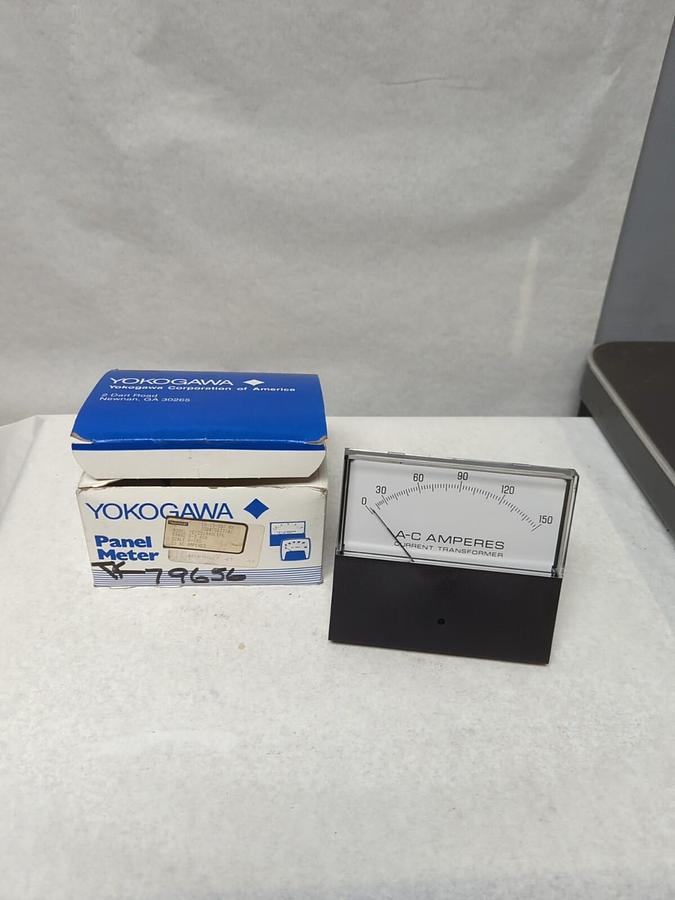 YOKOGAWA
Yokogawa Corporation of America
2 Dart Road
Newnan, GA 30265
YOKOGAWA
Panel
Meter
79656
0 30 60 90 120 150
A-C AMPERES
CURRENT TRANSFORMER